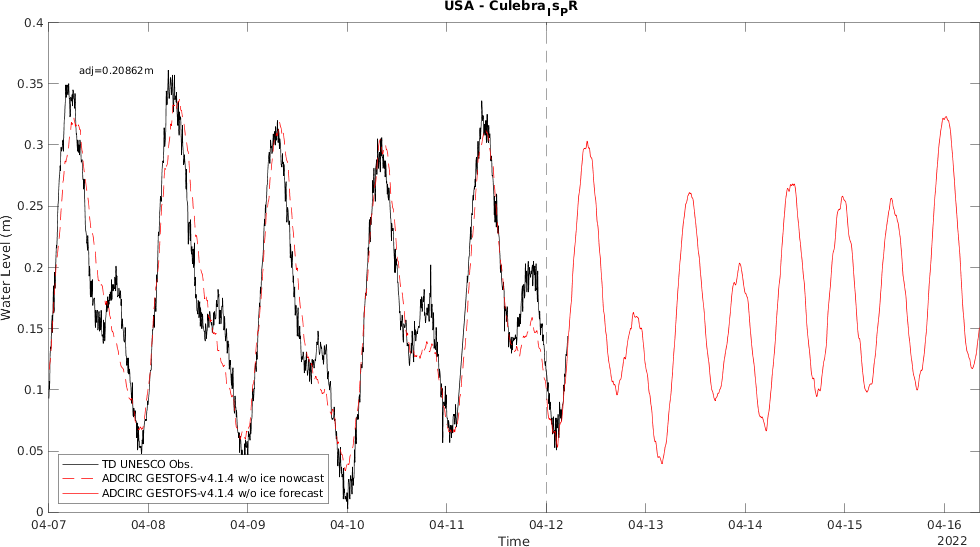 USA - Culebra_Is_PR
0.4
0.35
0.3
0.25
0.2
0.15
0.1
0.05
0
Water Level (m)
adj=0.20862m
TD UNESCO Obs.
ADCIRC GESTOFS-v4.1.4 w/o ice nowcast
ADCIRC GESTOFS-v4.1.4 w/o ice forecast
04-07 04-08 04-09 04-10 04-11 04-12 04-13 04-14 04-15 04-16
Time
2022